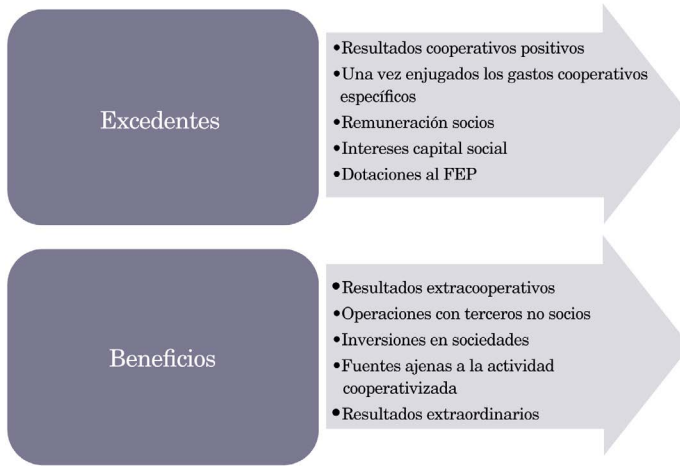 Excedentes
•Resultados cooperativos positivos
•Una vez enjugados los gastos cooperativos
específicos
•Remuneración socios
•Intereses capital social
•Dotaciones al FEP
Beneficios
•Resultados extracooperativos
•Operaciones con terceros no socios
•Inversiones en sociedades
•Fuentes ajenas a la actividad
cooperativizada
•Resultados extraordinarios